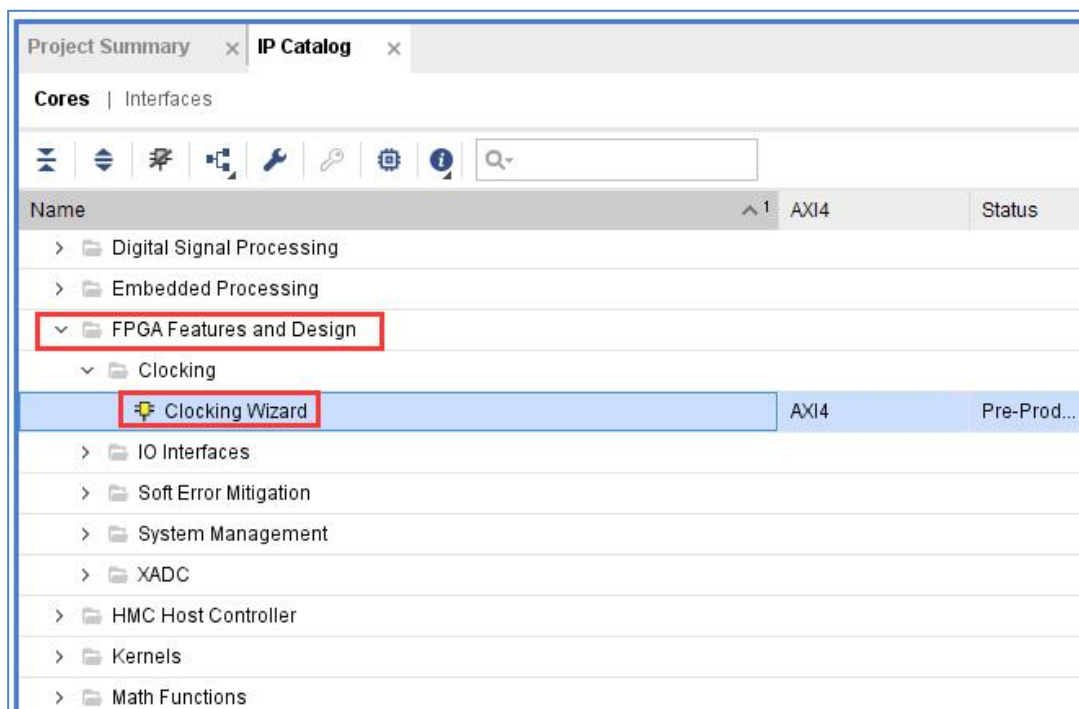 Project Summary × IP Catalog ×
Cores | Interfaces
Name 1 AXI4 Status
Digital Signal Processing
Embedded Processing
FPGA Features and Design
Clocking
Clocking Wizard AXI4 Pre-Prod...
IO Interfaces
Soft Error Mitigation
System Management
XADC
HMC Host Controller
Kernels
Math Functions